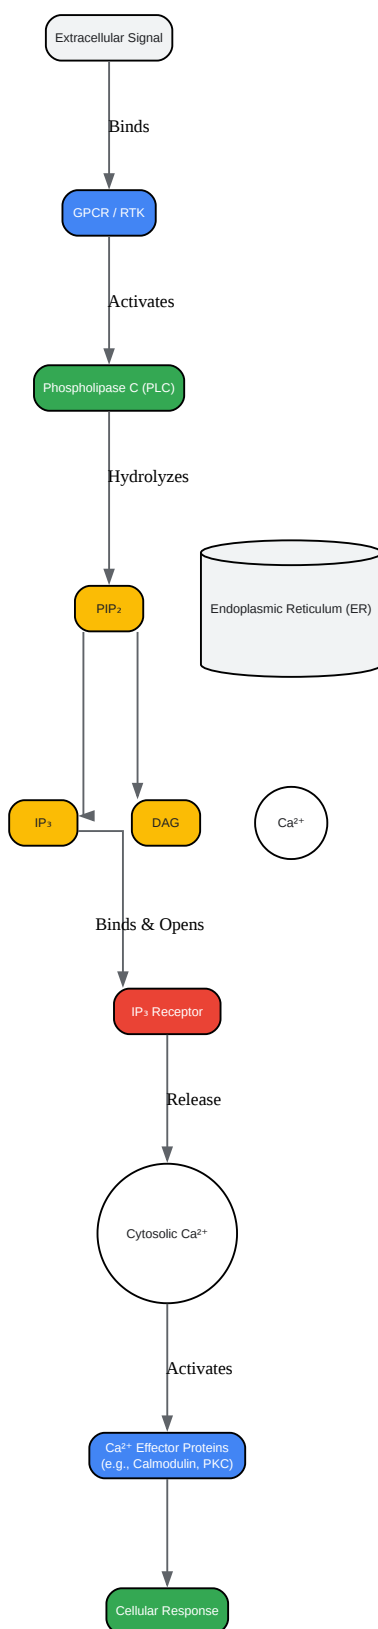 Extracellular Signal
Binds
GPCR / RTK
Activates
Phospholipase C (PLC)
Hydrolyzes
PIP₂
Endoplasmic Reticulum (ER)
IP₃
DAG
Ca²⁺
Binds & Opens
IP₃ Receptor
Release
Cytosolic Ca²⁺
Activates
Ca²⁺ Effector Proteins
(e.g., Calmodulin, PKC)
Cellular Response